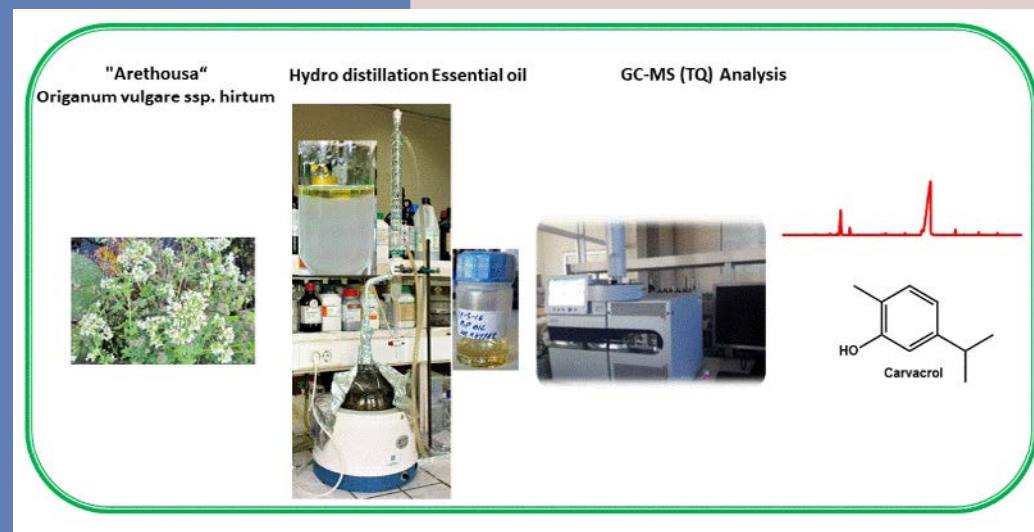 "Arethousa“
Origanum vulgare ssp. hirtum
Hydro distillation Essential oil
GC-MS (TQ) Analysis
HO
Carvacrol